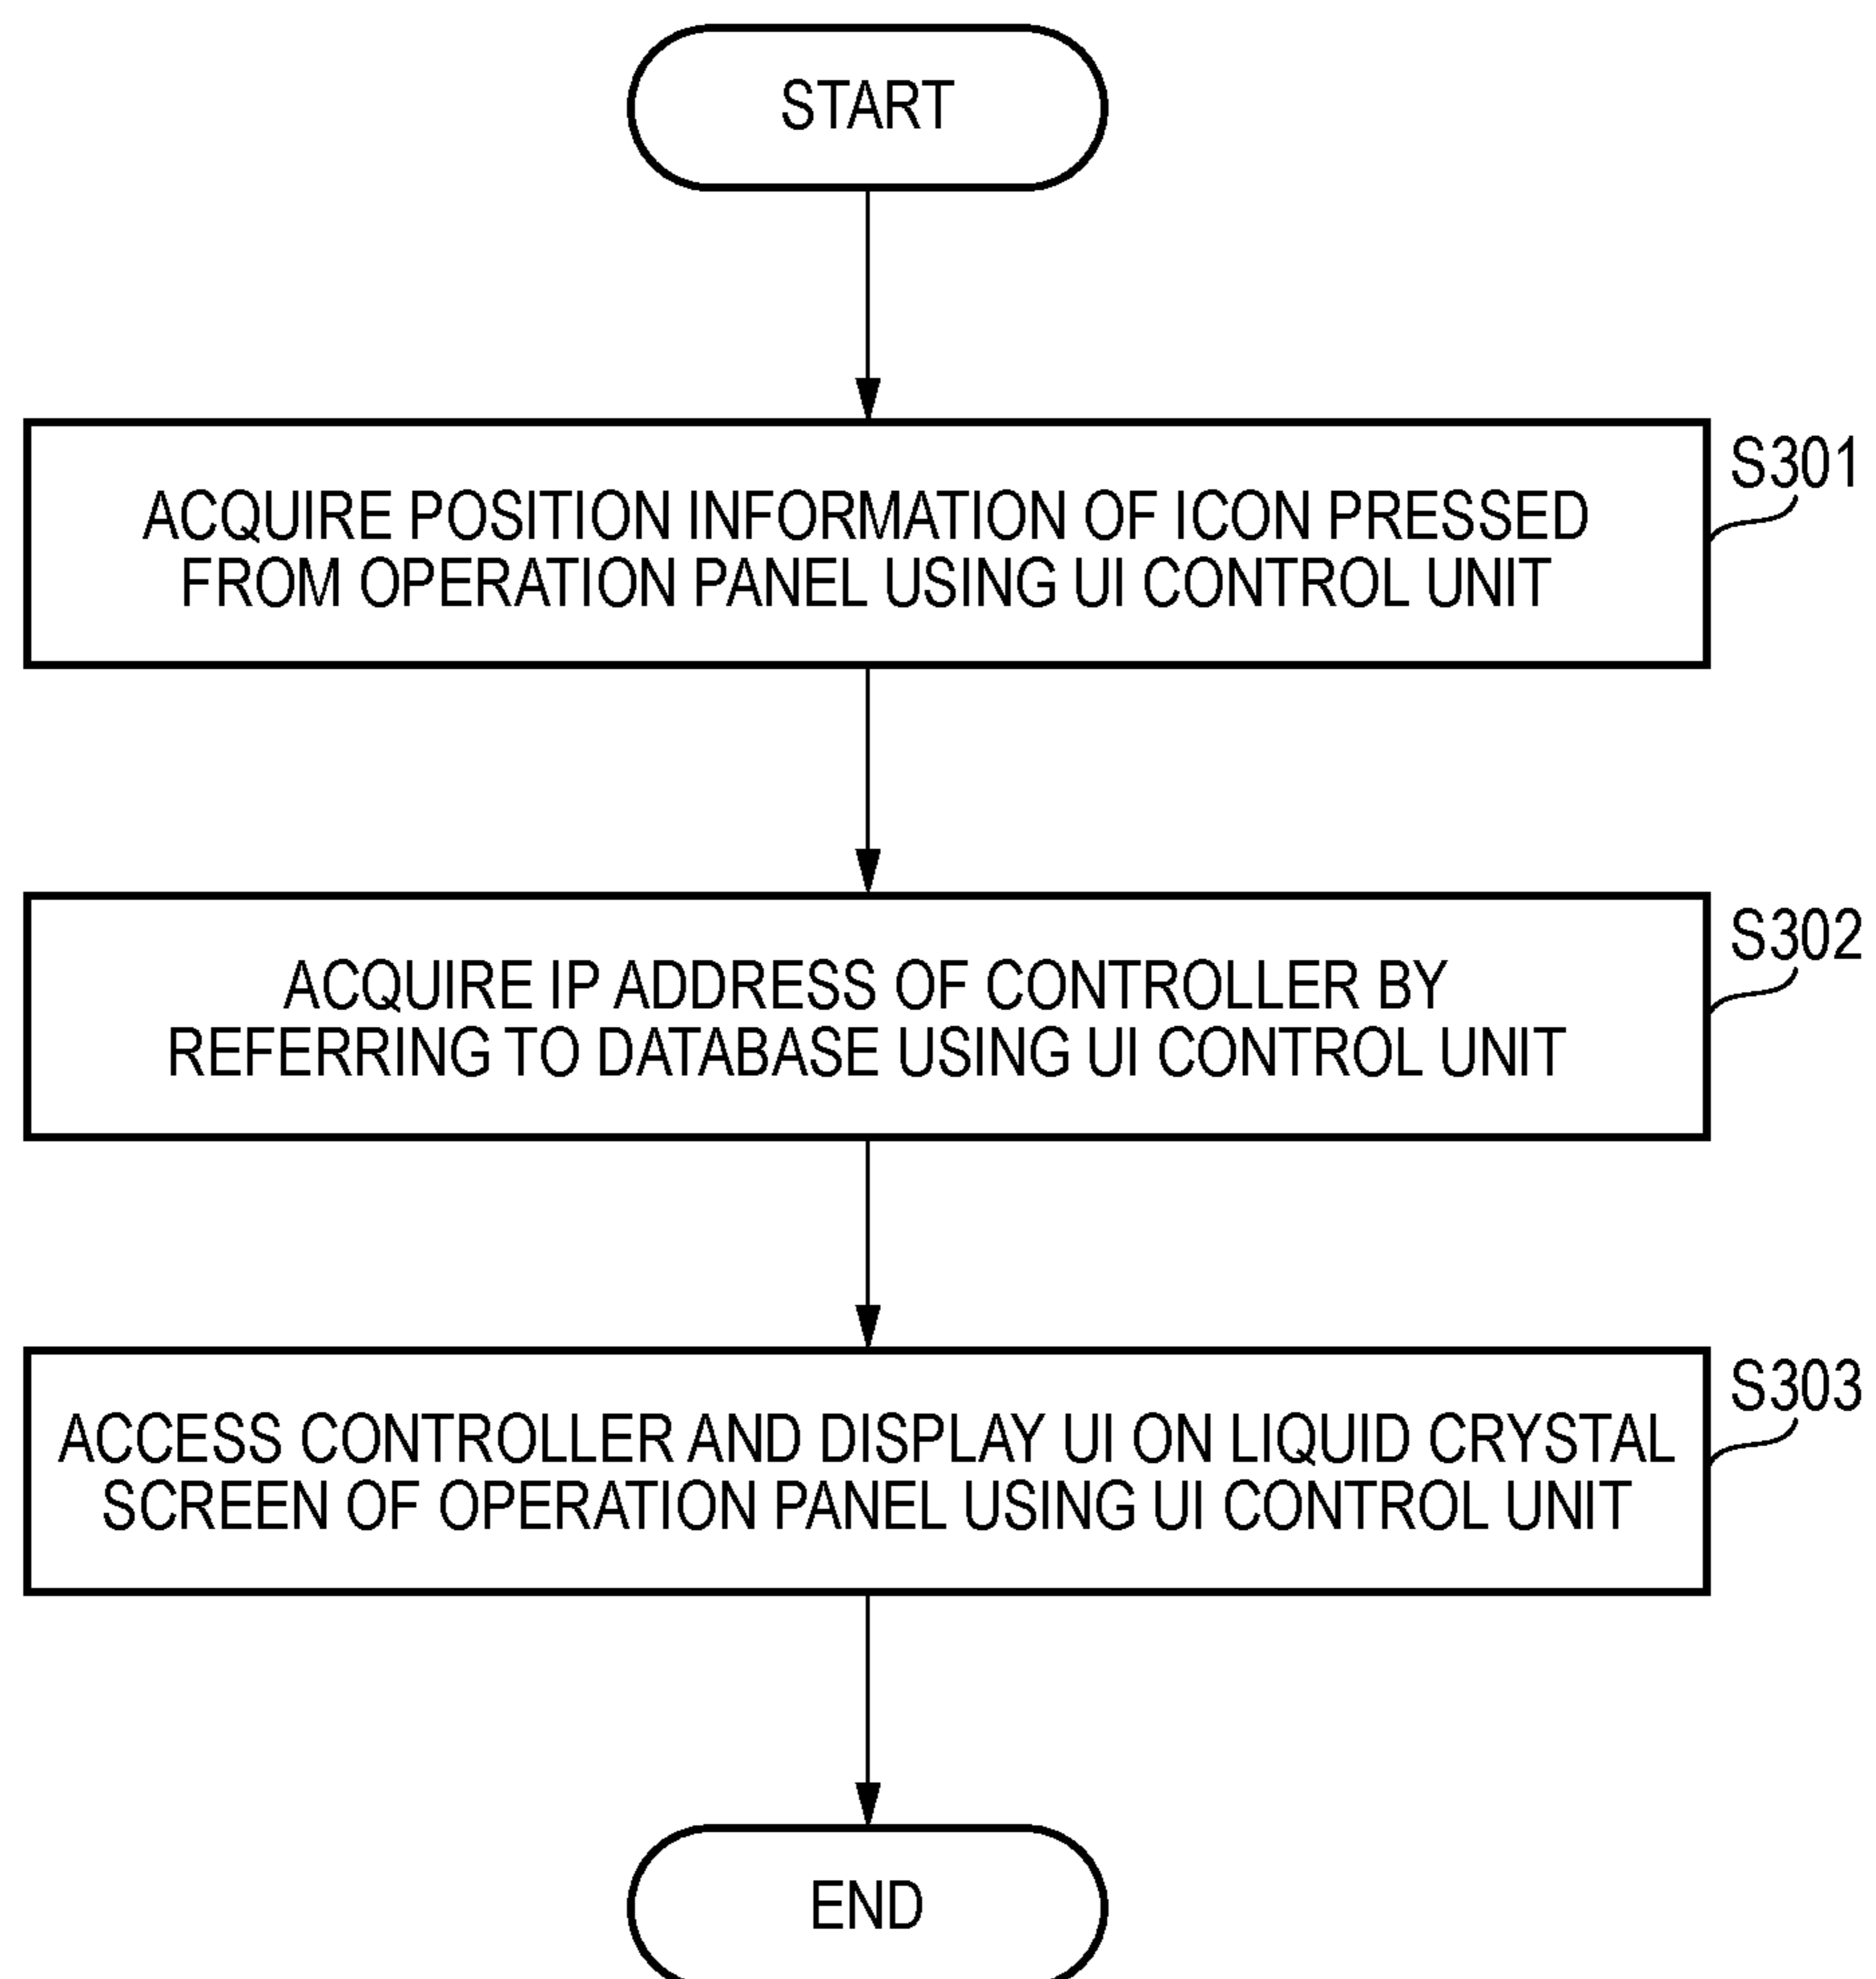 START
S301
ACQUIRE POSITION INFORMATION OF ICON PRESSED
FROM OPERATION PANEL USING UI CONTROL UNIT
S302
ACQUIRE IP ADDRESS OF CONTROLLER BY
REFERRING TO DATABASE USING UI CONTROL UNIT
S303
ACCESS CONTROLLER AND DISPLAY UI ON LIQUID CRYSTAL
SCREEN OF OPERATION PANEL USING UI CONTROL UNIT
END